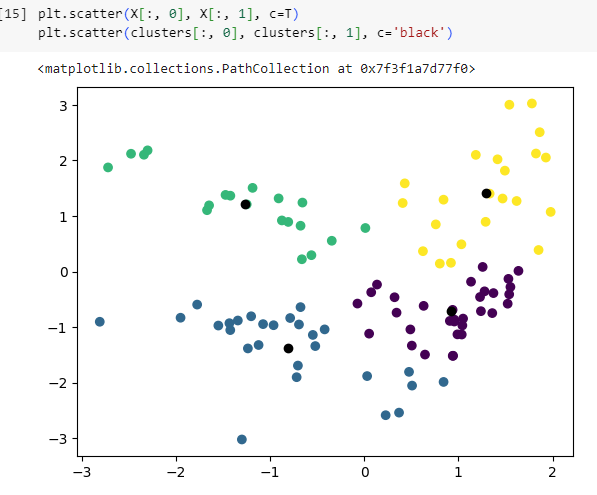 [15] plt.scatter(X[:, 0], X[:, 1], c=T)
plt.scatter(clusters[:, 0], clusters[:, 1], c='black')
<matplotlib.collections.PathCollection at 0x7f3f1a7d77f0>
3
2
1
0
−1
−2
−3
−3 −2 −1 0 1 2